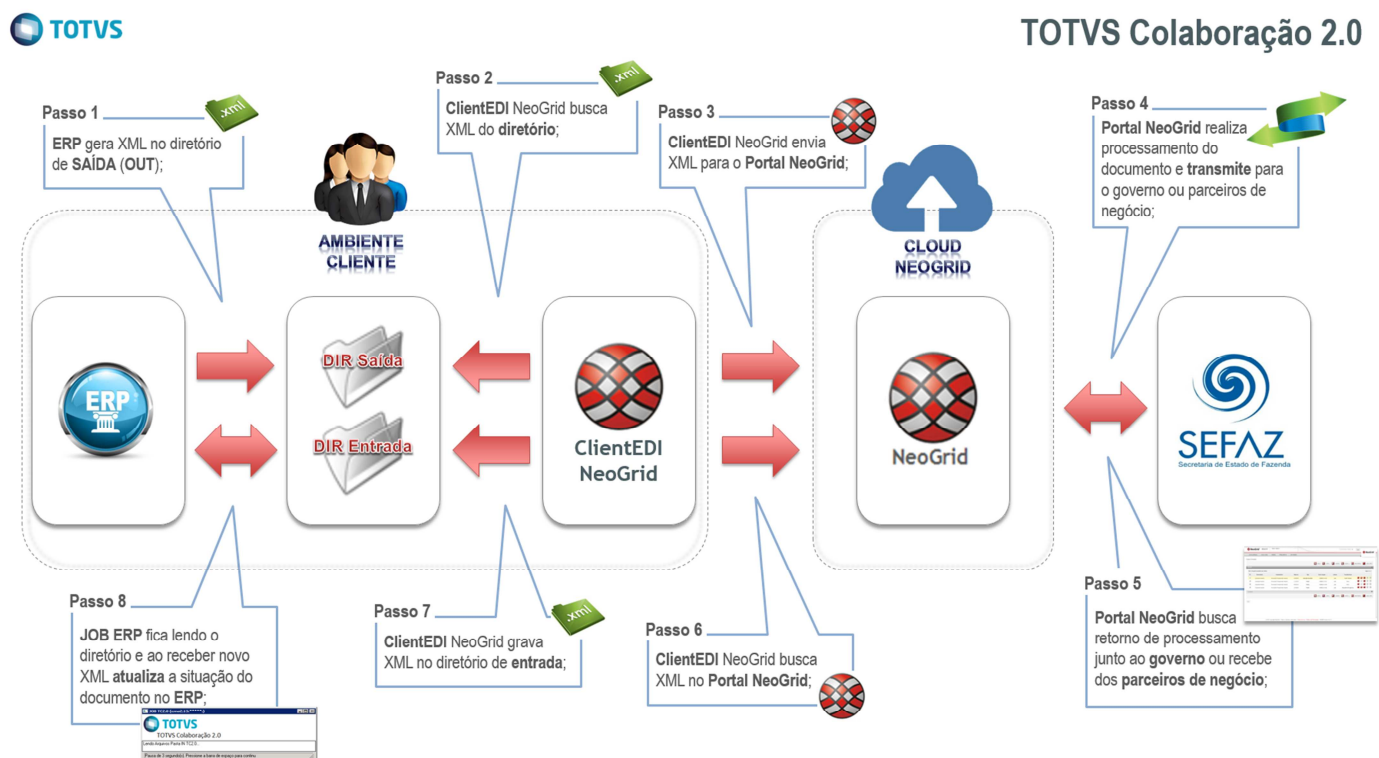 TOTVS
TOTVS Colaboração 2.0
Passo 1
.xml
ERP gera XML no diretório
de SAÍDA (OUT);
Passo 2
.xml
ClientEDI NeoGrid busca
XML do diretório;
Passo 3
ClientEDI NeoGrid envia
XML para o Portal NeoGrid;
Passo 4
Portal NeoGrid realiza
processamento do
documento e transmite para
o governo ou parceiros de
negócio;
AMBIENTE
CLIENTE
CLOUD
NEOGRID
ERP
DIR Saída
DIR Entrada
ClientEDI
NeoGrid
NeoGrid
SEFAZ
Secretaria de Estado de Fazenda
Passo 8
JOB ERP fica lendo o
diretório e ao receber novo
XML atualiza a situação do
documento no ERP;
TOTVS
TOTVS Colaboração 2.0
Passo 7
.xml
ClientEDI NeoGrid grava
XML no diretório de entrada;
Passo 6
ClientEDI NeoGrid busca
XML no Portal NeoGrid;
Passo 5
Portal NeoGrid busca
retorno de processamento
junto ao governo ou recebe
dos parceiros de negócio;